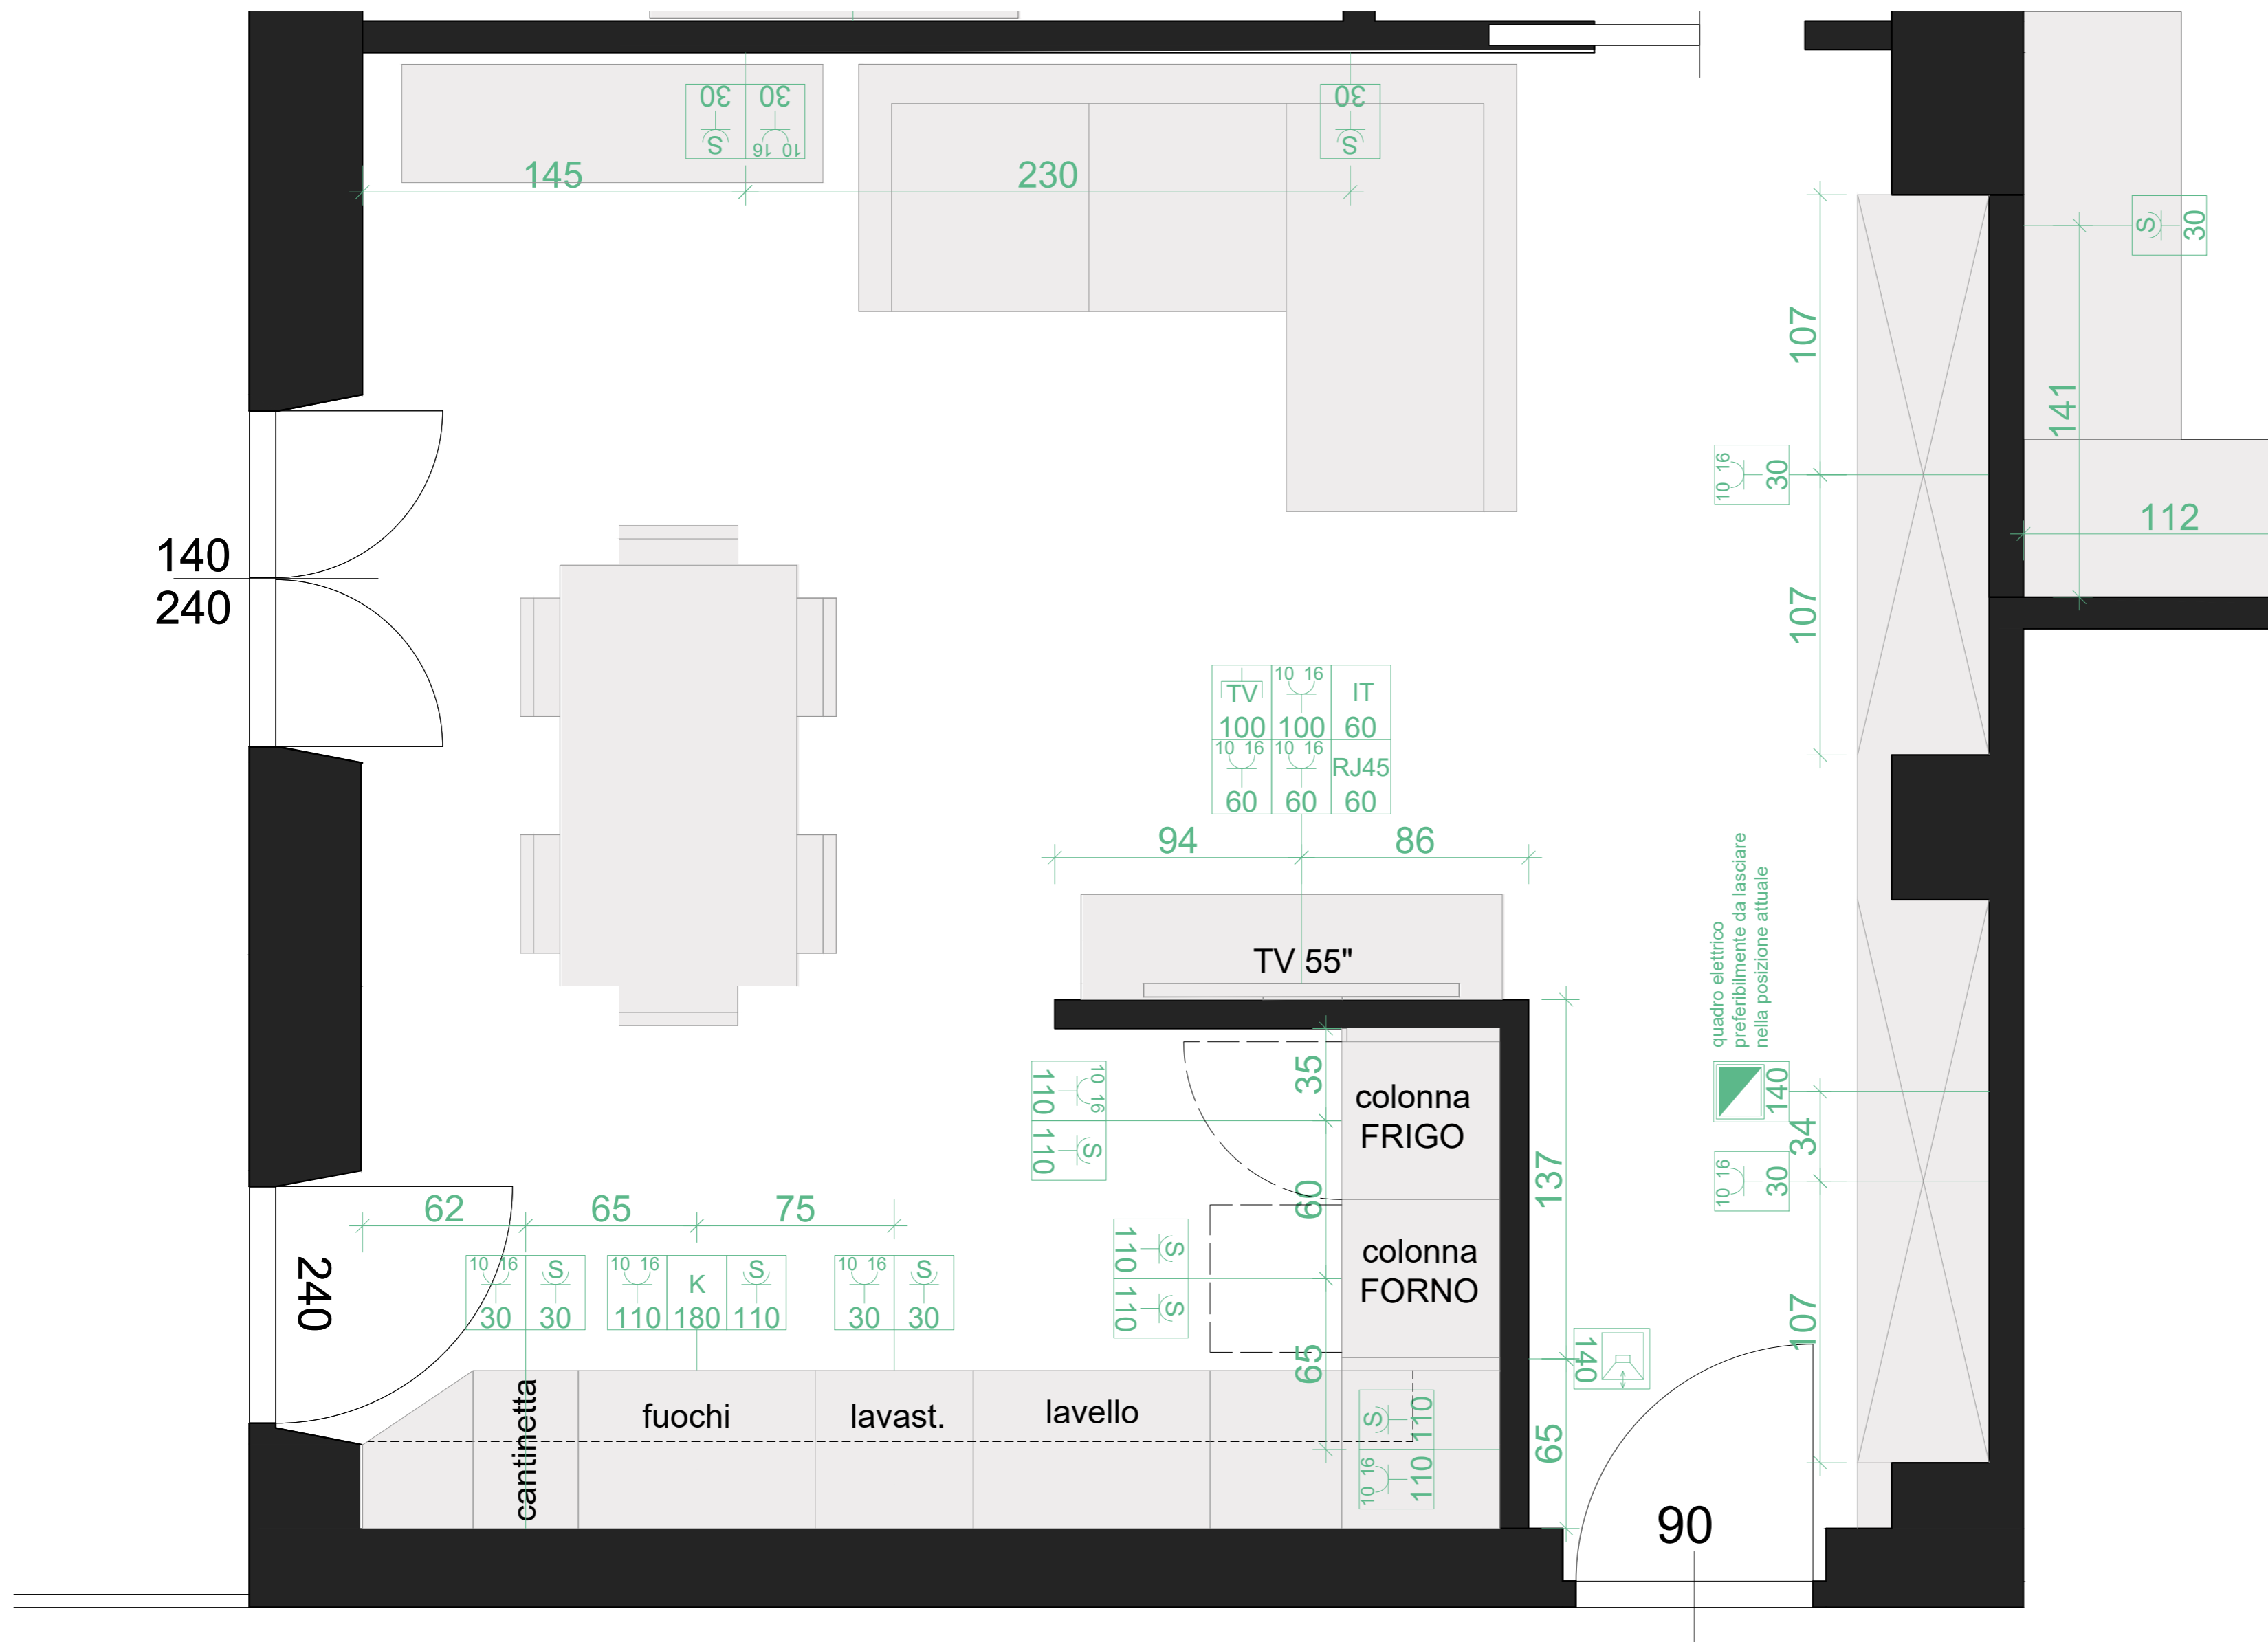 30 30 30
S 10 16 S
145 230
S 30
107
141
10 16 30
112
140
240
107
TV 10 16 IT
100 100 60
10 16 10 16 RJ45
60 60 60
94 86
quadro elettrico
preferibilmente da lasciare
nella posizione attuale
TV 55"
140
35
10 16 110
S 110
colonna
FRIGO
34
137
10 16 30
60
62 65 75
S 110
S 110
colonna
FORNO
240
10 16 S 10 16 K S 10 16 S
30 30 110 180 110 30 30
107
140
65
cantinetta
fuochi
lavast.
lavello
S 110
10 16 110
65
90